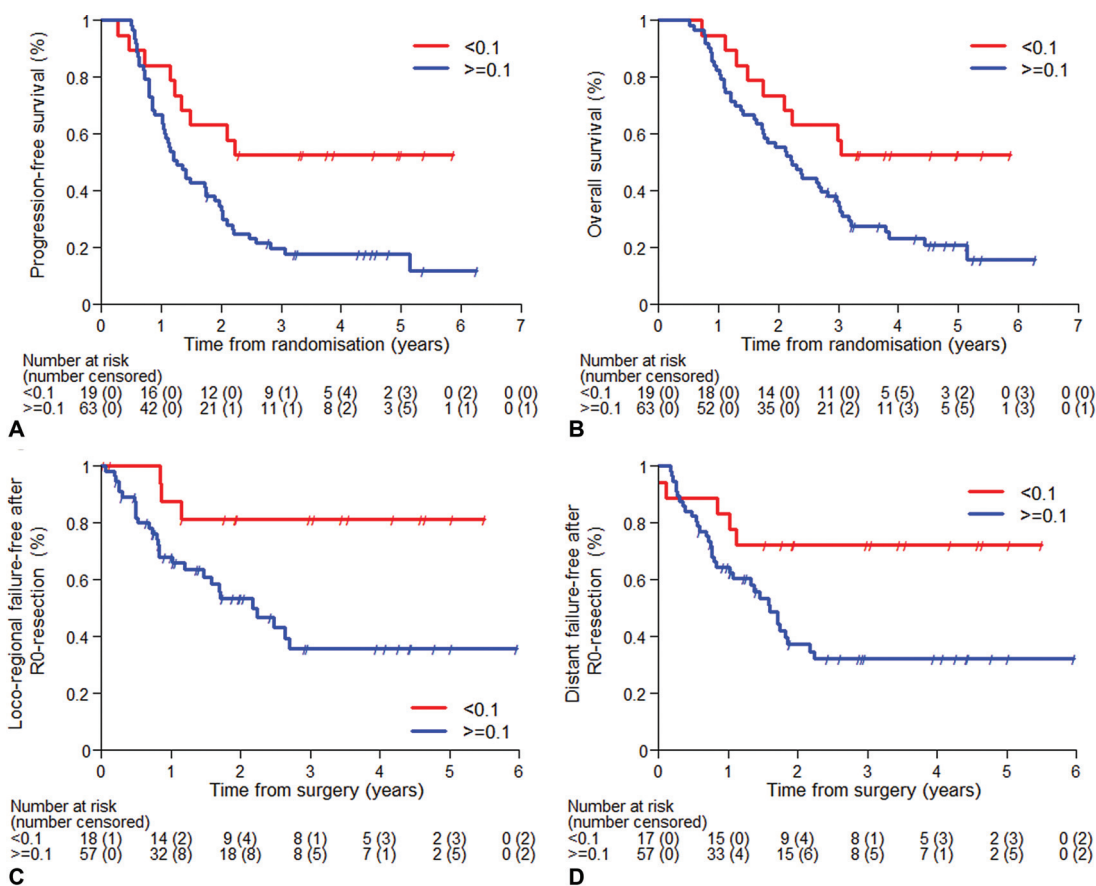 Progression-free survival (%)
1
0.8
0.6
0.4
0.2
0
<0.1
>=0.1
0 1 2 3 4 5 6 7
Time from randomisation (years)
Number at risk
(number censored)
<0.1 19 (0) 16 (0) 12 (0) 9 (1) 5 (4) 2 (3) 0 (2) 0 (0)
>=0.1 63 (0) 42 (0) 21 (1) 11 (1) 8 (2) 3 (5) 1 (1) 0 (1)
A
Overall survival (%)
1
0.8
0.6
0.4
0.2
0
<0.1
>=0.1
0 1 2 3 4 5 6 7
Time from randomisation (years)
Number at risk
(number censored)
<0.1 19 (0) 18 (0) 14 (0) 11 (0) 5 (5) 3 (2) 0 (3) 0 (0)
>=0.1 63 (0) 52 (0) 35 (0) 21 (2) 11 (3) 5 (5) 1 (3) 0 (1)
B
Loco-regional failure-free after
R0-resection (%)
1
0.8
0.6
0.4
0.2
0
<0.1
>=0.1
0 1 2 3 4 5 6
Time from surgery (years)
Number at risk
(number censored)
<0.1 18 (1) 14 (2) 9 (4) 8 (1) 5 (3) 2 (3) 0 (2)
>=0.1 57 (0) 32 (8) 18 (8) 8 (5) 7 (1) 2 (5) 0 (2)
C
Distant failure-free after
R0-resection (%)
1
0.8
0.6
0.4
0.2
0
<0.1
>=0.1
0 1 2 3 4 5 6
Time from surgery (years)
Number at risk
(number censored)
<0.1 17 (0) 15 (0) 9 (4) 8 (1) 5 (3) 2 (3) 0 (2)
>=0.1 57 (0) 33 (4) 15 (6) 8 (5) 7 (1) 2 (5) 0 (2)
D